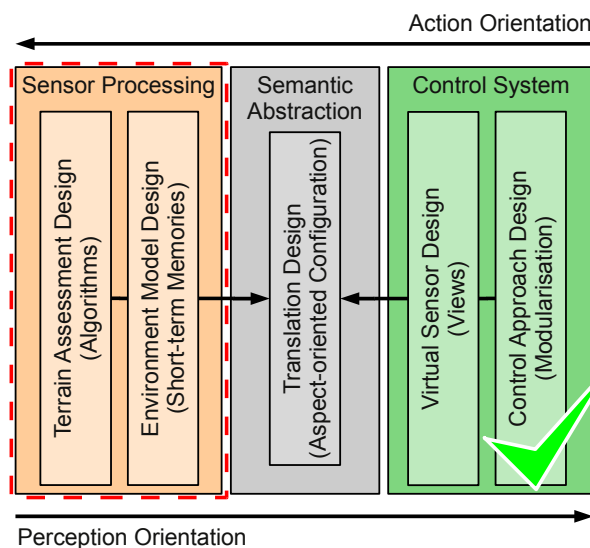 Action Orientation
Sensor Processing
Semantic
Abstraction
Control System
Terrain Assessment Design
(Algorithms)
Environment Model Design
(Short-term Memories)
Translation Design
(Aspect-oriented Configuration)
Virtual Sensor Design
(Views)
Control Approach Design
(Modularisation)
Perception Orientation